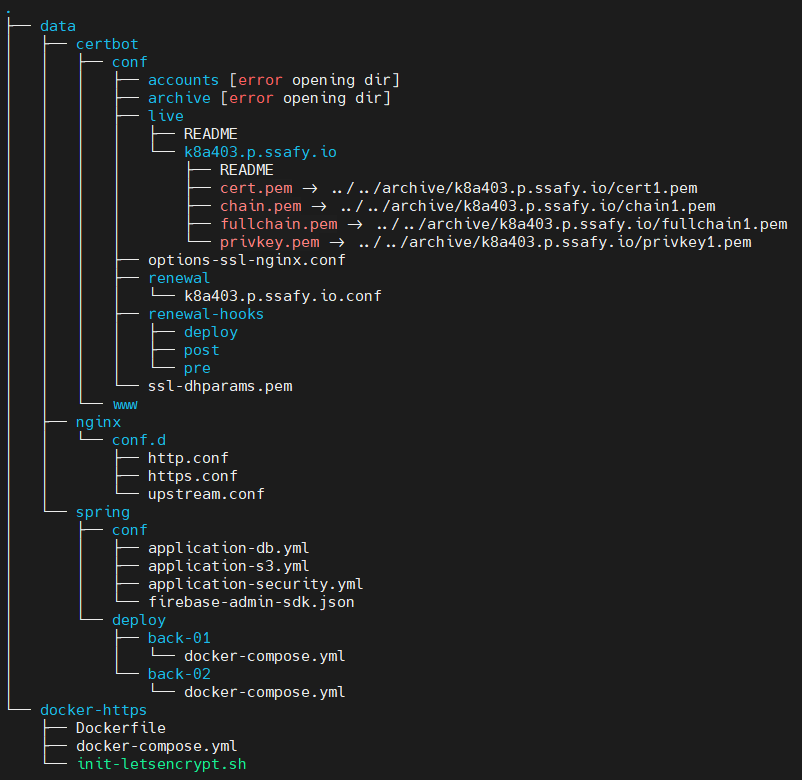 .
├── data
│   ├── certbot
│   │   ├── conf
│   │   │   ├── accounts [error opening dir]
│   │   │   ├── archive [error opening dir]
│   │   │   ├── live
│   │   │   │   ├── README
│   │   │   │   └── k8a403.p.ssafy.io
│   │   │   │       ├── README
│   │   │   │       ├── cert.pem -> ../../archive/k8a403.p.ssafy.io/cert1.pem
│   │   │   │       ├── chain.pem -> ../../archive/k8a403.p.ssafy.io/chain1.pem
│   │   │   │       ├── fullchain.pem -> ../../archive/k8a403.p.ssafy.io/fullchain1.pem
│   │   │   │       └── privkey.pem -> ../../archive/k8a403.p.ssafy.io/privkey1.pem
│   │   │   ├── options-ssl-nginx.conf
│   │   │   ├── renewal
│   │   │   │   └── k8a403.p.ssafy.io.conf
│   │   │   ├── renewal-hooks
│   │   │   │   ├── deploy
│   │   │   │   ├── post
│   │   │   │   └── pre
│   │   │   └── ssl-dhparams.pem
│   │   └── www
│   ├── nginx
│   │   └── conf.d
│   │       ├── http.conf
│   │       ├── https.conf
│   │       └── upstream.conf
│   └── spring
│       ├── conf
│       │   ├── application-db.yml
│       │   ├── application-s3.yml
│       │   ├── application-security.yml
│       │   └── firebase-admin-sdk.json
│       └── deploy
│           ├── back-01
│           │   └── docker-compose.yml
│           └── back-02
│               └── docker-compose.yml
└── docker-https
    ├── Dockerfile
    ├── docker-compose.yml
    └── init-letsencrypt.sh